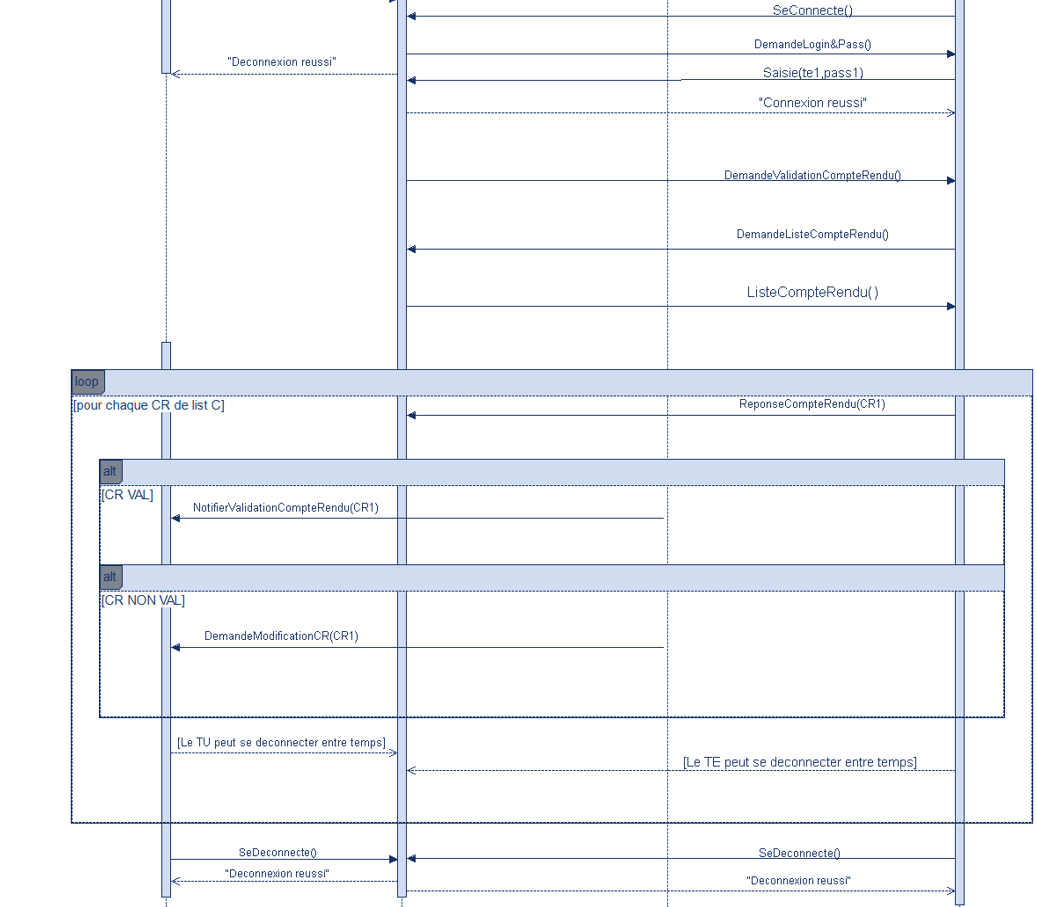 SeConnecte()
DemandeLogin&Pass()
"Deconnexion reussi"
Saisie(te1,pass1)
"Connexion reussi"
DemandeValidationCompteRendu()
DemandeListeCompteRendu()
ListeCompteRendu( )
loop
[pour chaque CR de list C]
ReponseCompteRendu(CR1)
alt
[CR VAL]
NotifierValidationCompteRendu(CR1)
alt
[CR NON VAL]
DemandeModificationCR(CR1)
[Le TU peut se deconnecter entre temps]
[Le TE peut se deconnecter entre temps]
SeDeconnecte()
SeDeconnecte()
"Deconnexion reussi"
"Deconnexion reussi"